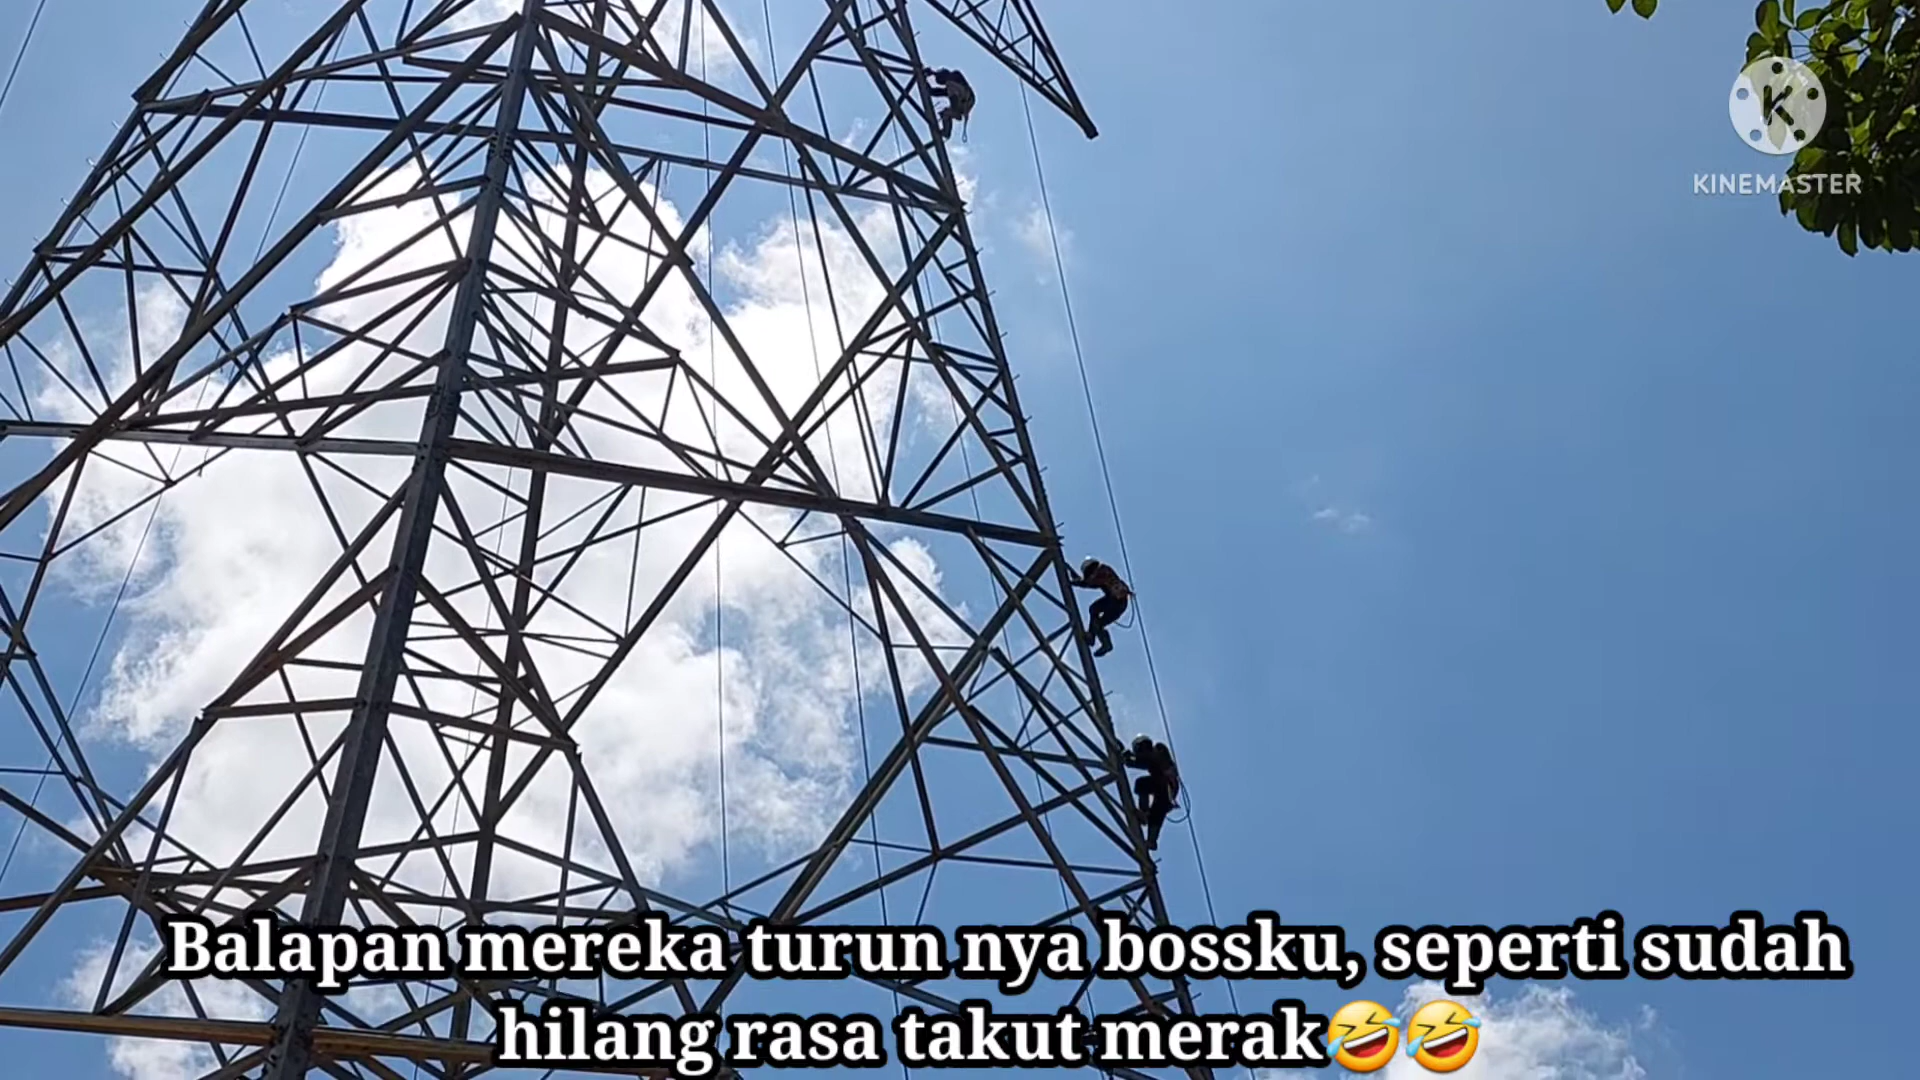 K
KINEMASTER
Balapan mereka turun nya bossku, seperti sudah
hilang rasa takut merak🤣🤣